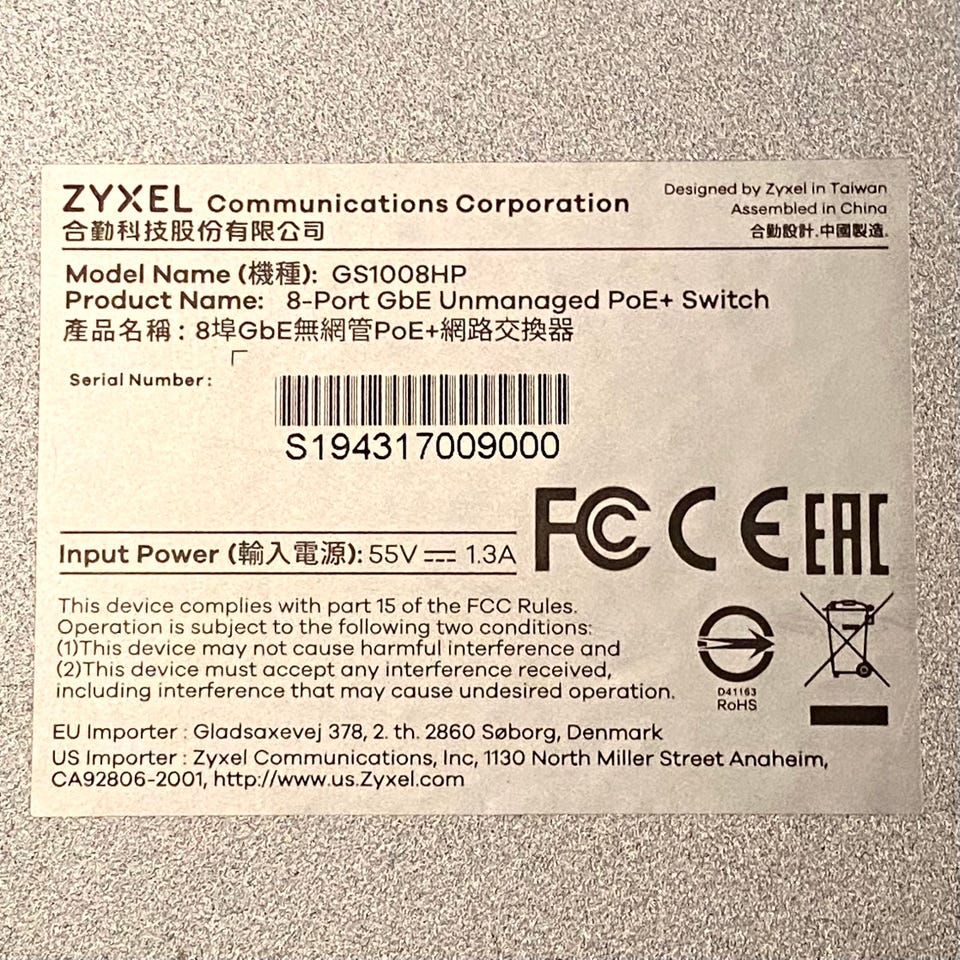 ZYXEL Communications Corporation
合勤科技股份有限公司
Designed by Zyxel in Taiwan
Assembled in China
合勤設計.中國製造.
Model Name (機種): GS1008HP
Product Name: 8-Port GbE Unmanaged PoE+ Switch
產品名稱: 8埠GbE無網管PoE+網路交換器
Serial Number:
S194317009000
FC CE EAC
Input Power (輸入電源): 55V ⎓ 1.3A
This device complies with part 15 of the FCC Rules.
Operation is subject to the following two conditions:
(1)This device may not cause harmful interference and
(2)This device must accept any interference received,
including interference that may cause undesired operation.
D41163
RoHS
EU Importer : Gladsaxevej 378, 2. th. 2860 Søborg, Denmark
US Importer : Zyxel Communications, Inc, 1130 North Miller Street Anaheim,
CA92806-2001, http://www.us.Zyxel.com